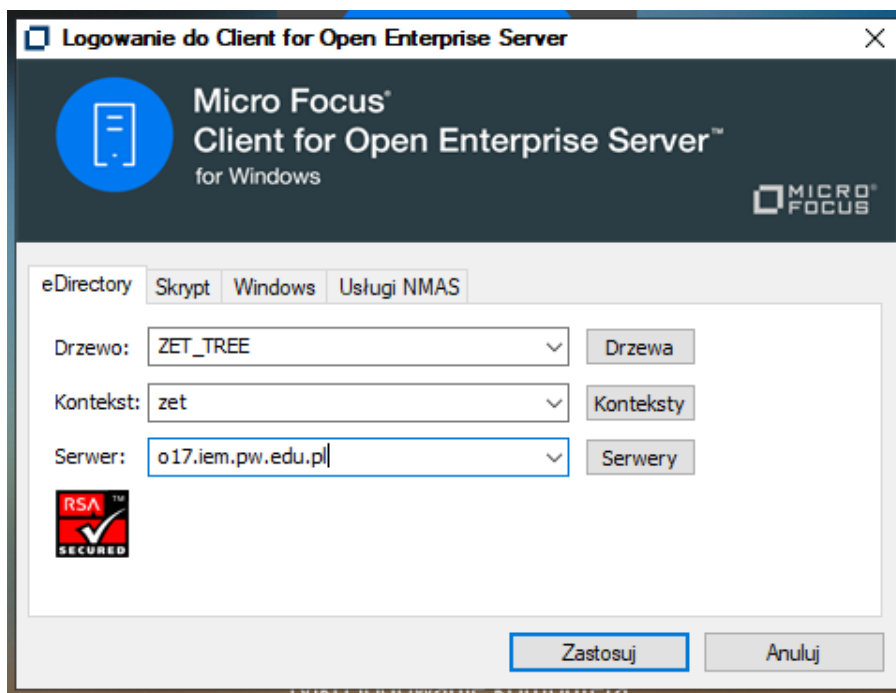 Logowanie do Client for Open Enterprise Server
Micro Focus®
Client for Open Enterprise Server™
for Windows
MICRO®
FOCUS
eDirectory Skrypt Windows Usługi NMAS
Drzewo: ZET_TREE Drzewa
Kontekst: zet Konteksty
Serwer: o17.iem.pw.edu.pl Serwery
RSA™
SECURED
Zastosuj Anuluj